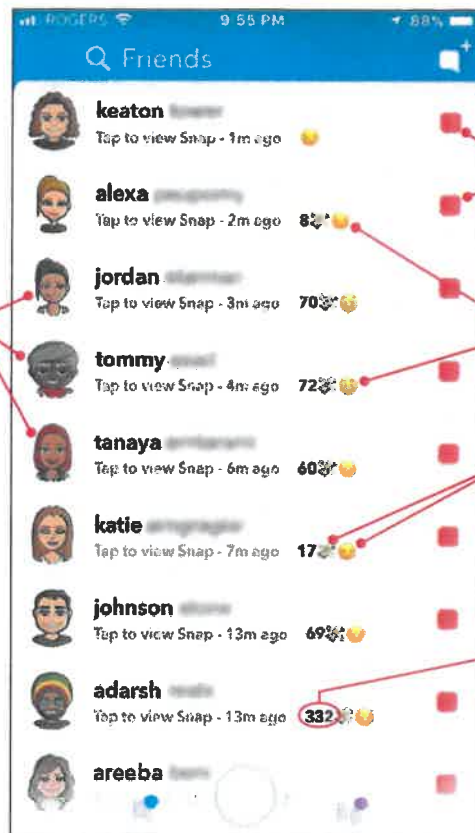 ROGERS 9:55 PM 88%
Friends
keaton
Tap to view Snap - 1m ago
alexa
Tap to view Snap - 2m ago 8
jordan
Tap to view Snap - 3m ago 70
tommy
Tap to view Snap - 4m ago 72
tanaya
Tap to view Snap - 6m ago 60
katie
Tap to view Snap - 7m ago 17
johnson
Tap to view Snap - 13m ago 69
adarsh
Tap to view Snap - 13m ago 332
areeba